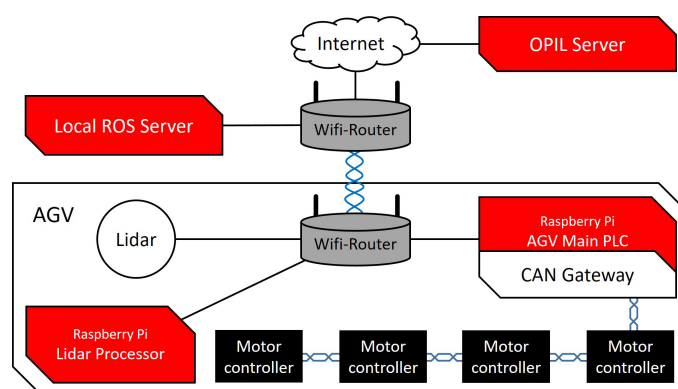 Internet
OPIL Server
Local ROS Server
Wifi-Router
AGV
Lidar
Wifi-Router
Raspberry Pi
AGV Main PLC
CAN Gateway
Raspberry Pi
Lidar Processor
Motor
controller
Motor
controller
Motor
controller
Motor
controller